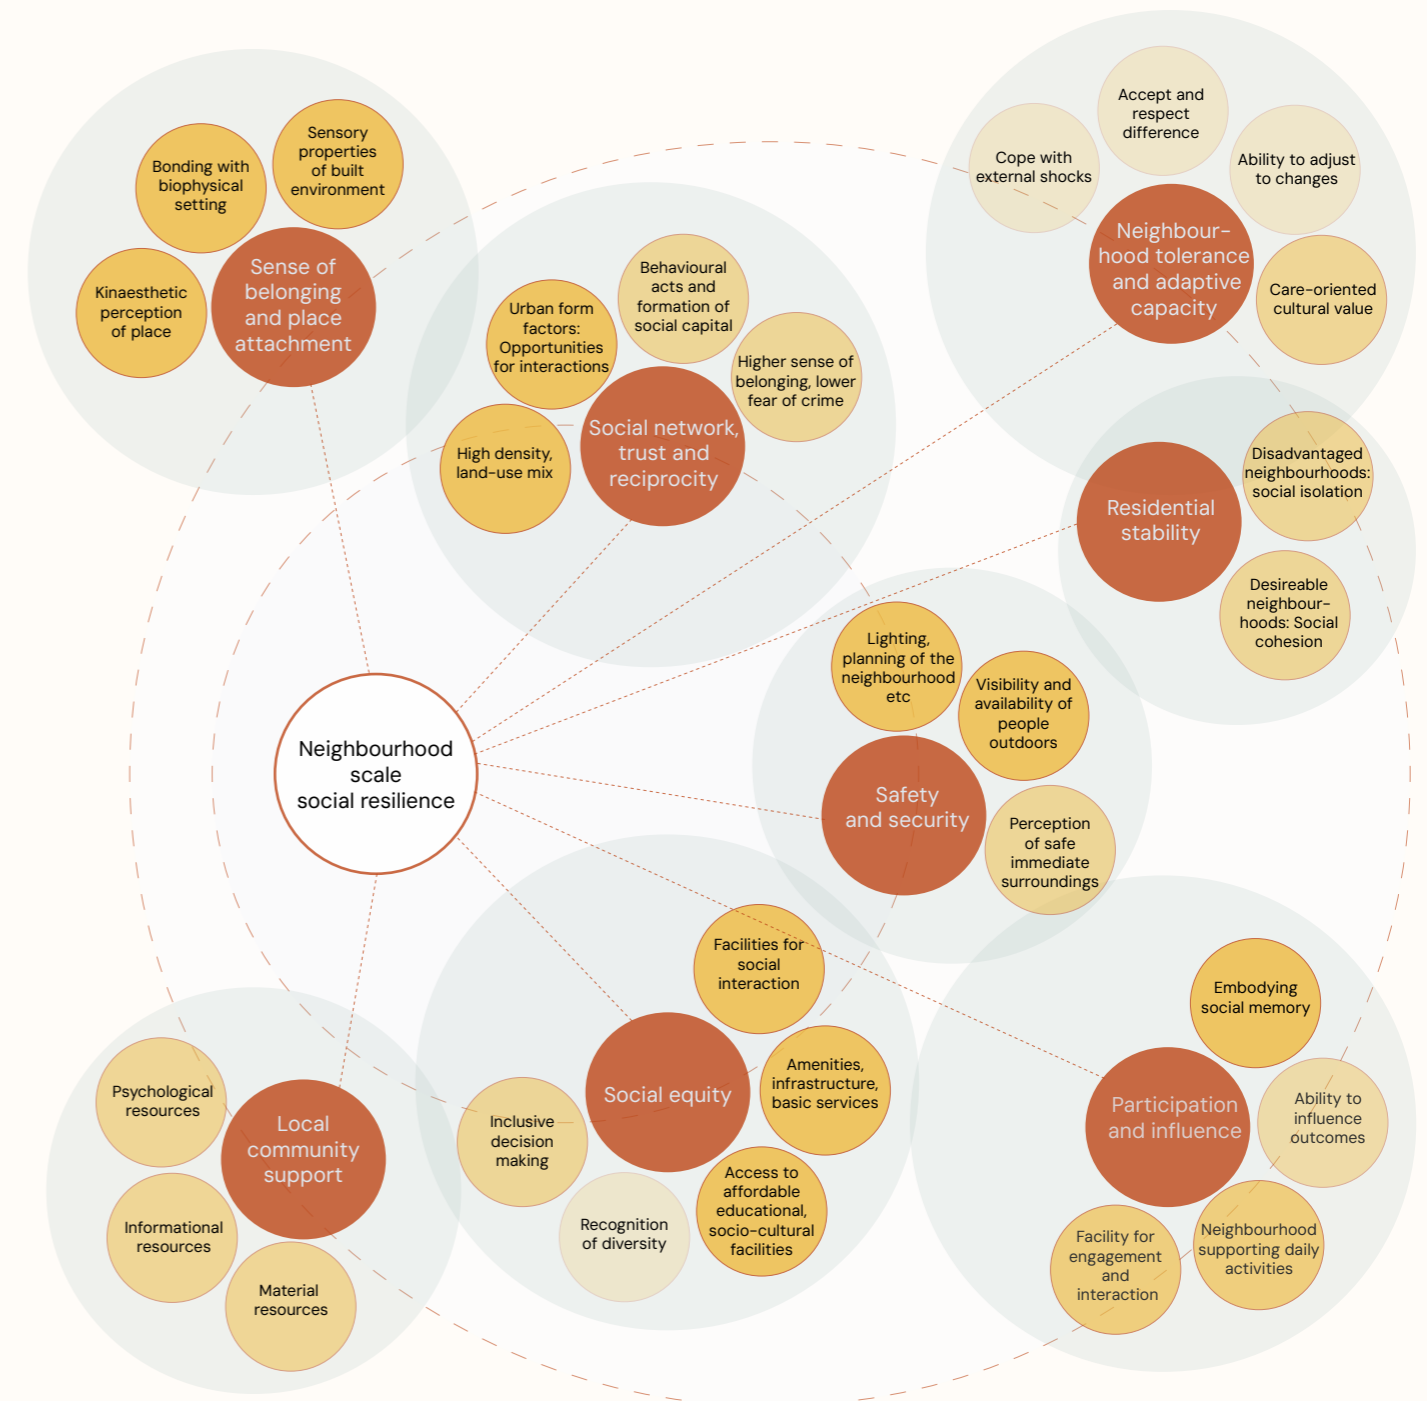 Sensory
properties
of built
environment
Bonding with
biophysical
setting
Kinaesthetic
perception
of place
Sense of
belonging
and place
attachment
Behavioural
acts and
formation of
social capital
Urban form
factors:
Opportunities
for interactions
Higher sense of
belonging, lower
fear of crime
High density,
land-use mix
Social network,
trust and
reciprocity
Accept and
respect
difference
Cope with
external shocks
Ability to adjust
to changes
Care-oriented
cultural value
Neighbour-
hood tolerance
and adaptive
capacity
Disadvantaged
neighbourhoods:
social isolation
Residential
stability
Desireable
neighbour-
hoods: Social
cohesion
Lighting,
planning of the
neighbourhood
etc
Visibility and
availability of
people
outdoors
Safety
and security
Perception
of safe
immediate
surroundings
Neighbourhood
scale
social resilience
Facilities for
social
interaction
Amenities,
infrastructure,
basic services
Social equity
Inclusive
decision
making
Recognition
of diversity
Access to
affordable
educational,
socio-cultural
facilities
Embodying
social memory
Participation
and influence
Ability to
influence
outcomes
Facility for
engagement
and
interaction
Neighbourhood
supporting daily
activities
Psychological
resources
Local
community
support
Informational
resources
Material
resources